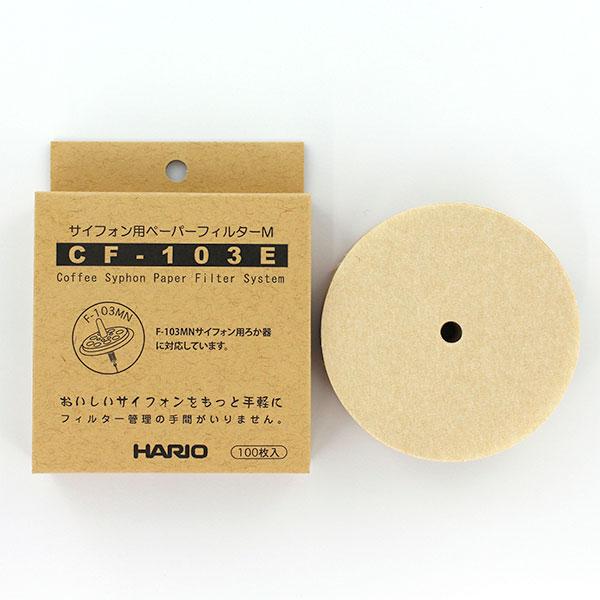 サイフォン用ペーパーフィルターM
CF-103E
Coffee Syphon Paper Filter System
F-103MN
F-103MNサイフォン用ろか器
に対応しています。
おいしいサイフォンをもっと手軽に
フィルター管理の手間がいりません。
HARIO
100枚入